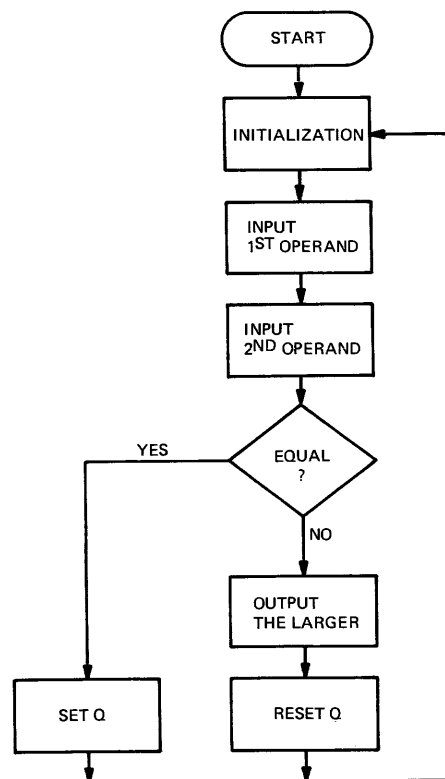 START
INITIALIZATION
INPUT
1ST OPERAND
INPUT
2ND OPERAND
EQUAL
?
YES
NO
OUTPUT
THE LARGER
SET Q
RESET Q